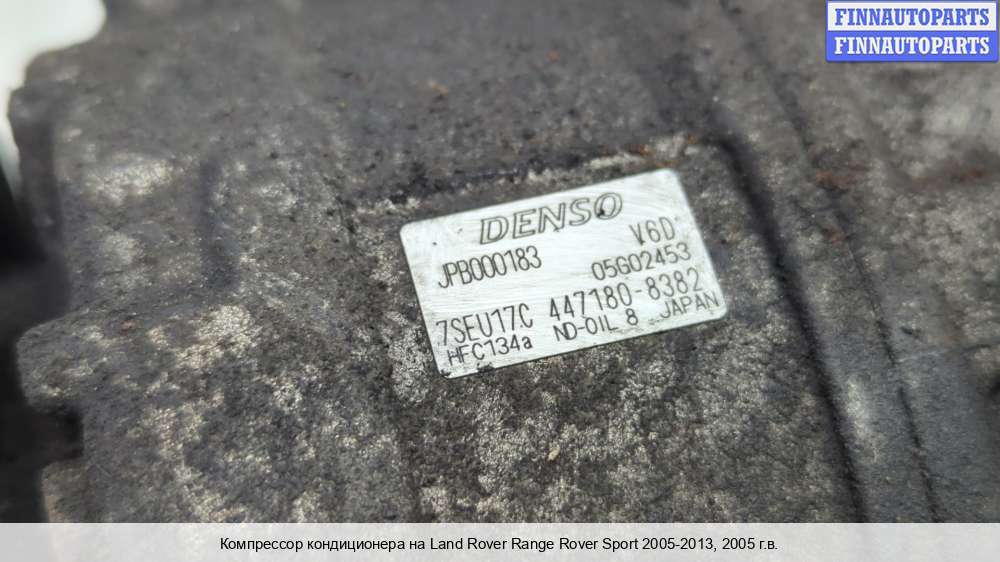 FINNAUTOPARTS
FINNAUTOPARTS
DENSO
JPB000183 V6D
05G02453
7SEU17C 447180-8382
HFC134a ND-OIL 8 JAPAN
Компрессор кондиционера на Land Rover Range Rover Sport 2005-2013, 2005 г.в.